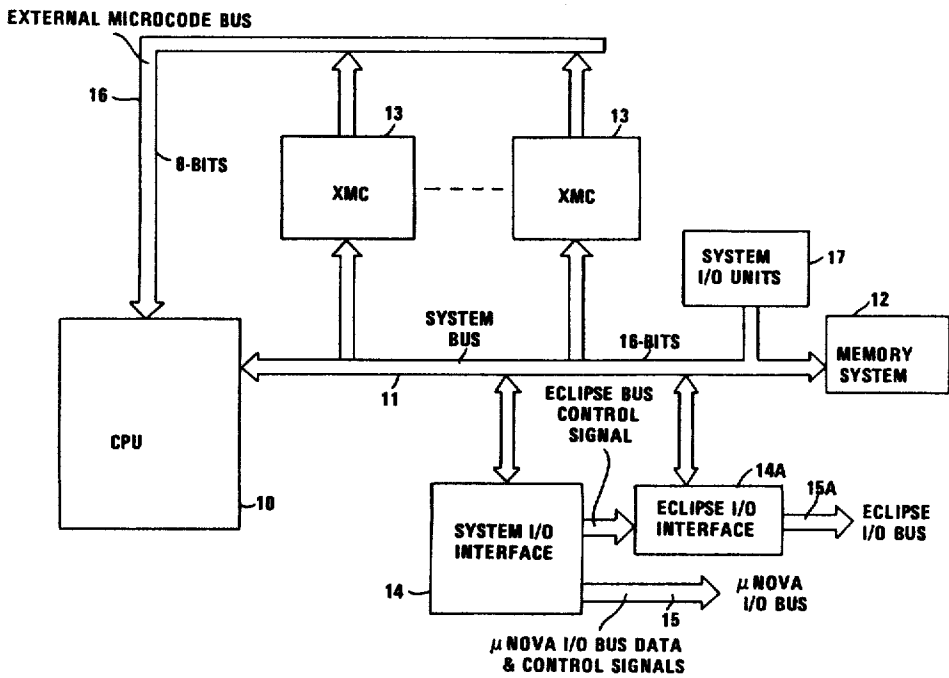 EXTERNAL MICROCODE BUS
16
8-BITS
13
XMC
13
XMC
SYSTEM
I/O UNITS
17
12
MEMORY
SYSTEM
SYSTEM
BUS
16-BITS
11
CPU
10
ECLIPSE BUS
CONTROL
SIGNAL
14A
ECLIPSE I/O
INTERFACE
15A
ECLIPSE
I/O BUS
SYSTEM I/O
INTERFACE
14
15
μNOVA
I/O BUS
μNOVA I/O BUS DATA
& CONTROL SIGNALS